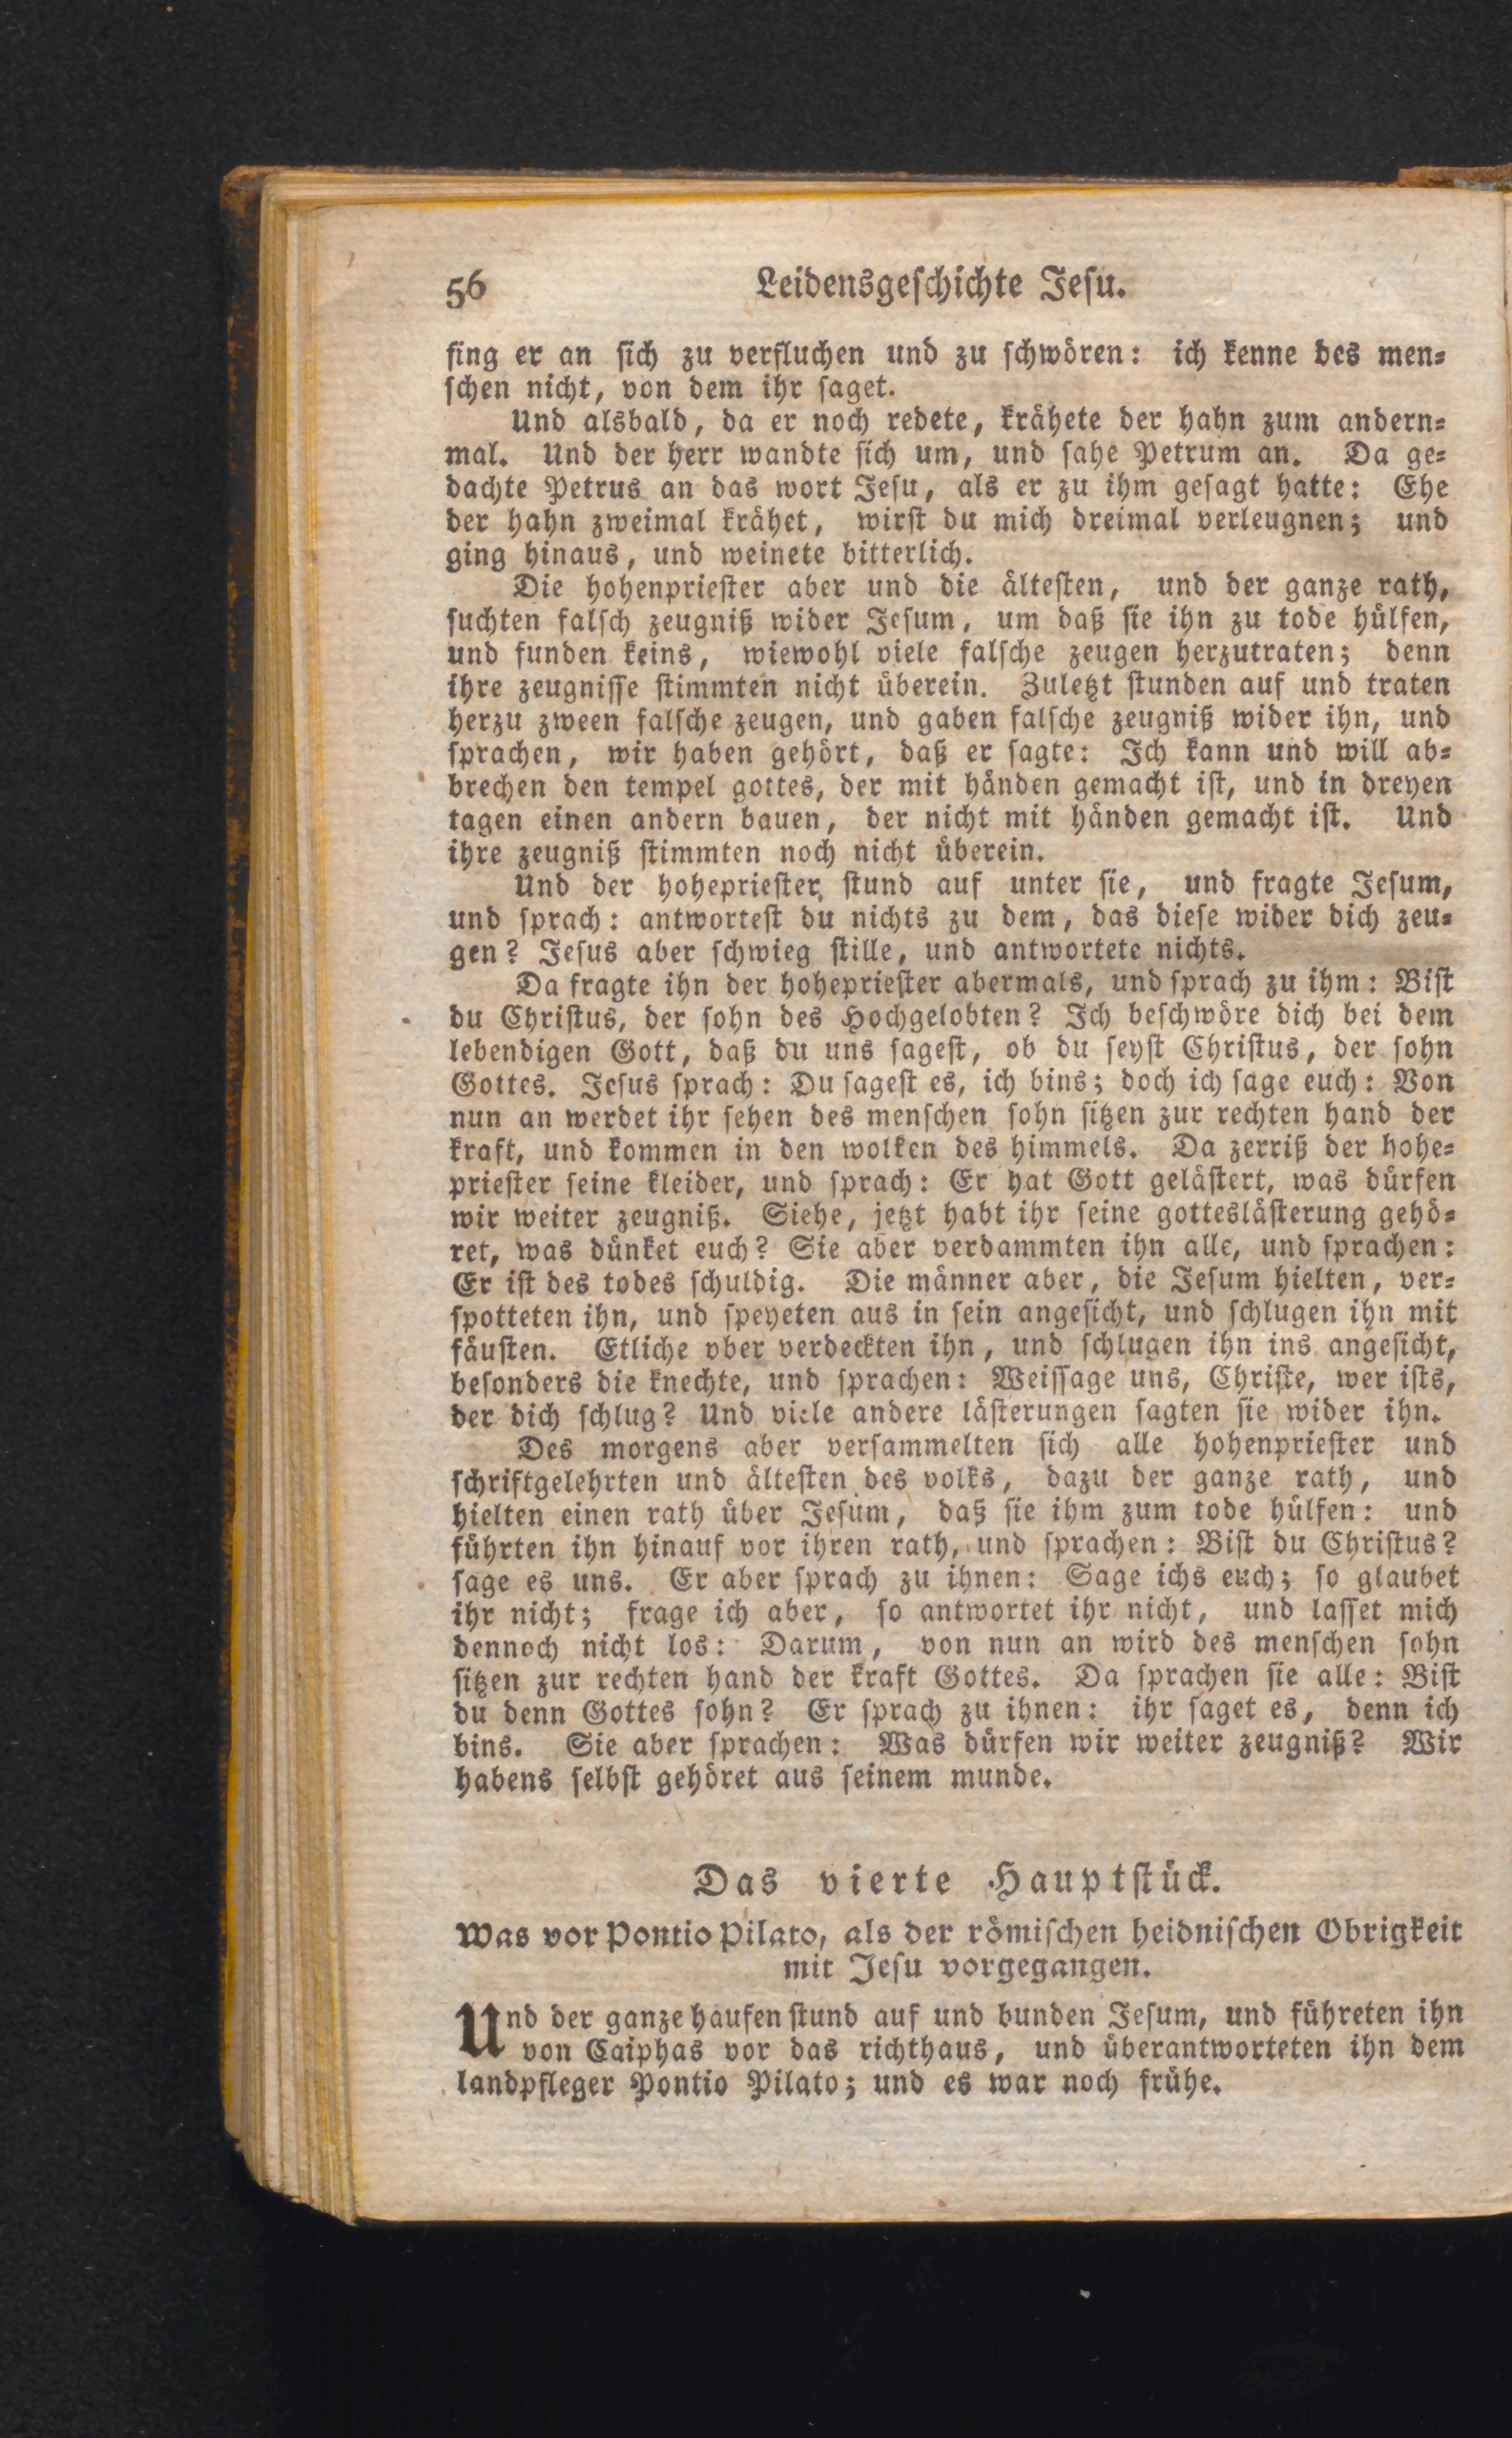 56 Leidensgeschichte Jesu.
fing er an sich zu verfluchen und zu schwören: ich kenne des men-
schen nicht, von dem ihr saget.
Und alsbald, da er noch redete, krähete der hahn zum andern-
mal. Und der herr wandte sich um, und sahe Petrum an. Da ge-
dachte Petrus an das wort Jesu, als er zu ihm gesagt hatte: Ehe
der hahn zweimal krähet, wirst du mich dreimal verleugnen; und
ging hinaus, und weinete bitterlich.
Die hohenpriester aber und die ältesten, und der ganze rath,
suchten falsch zeugniß wider Jesum, um daß sie ihn zu tode hülfen,
und funden keins, wiewohl viele falsche zeugen herzutraten; denn
ihre zeugnisse stimmten nicht überein. Zuletzt stunden auf und traten
herzu zween falsche zeugen, und gaben falsche zeugniß wider ihn, und
sprachen, wir haben gehört, daß er sagte: Ich kann und will ab-
brechen den tempel gottes, der mit händen gemacht ist, und in dreyen
tagen einen andern bauen, der nicht mit händen gemacht ist. Und
ihre zeugniß stimmten noch nicht überein.
Und der hohepriester stund auf unter sie, und fragte Jesum,
und sprach: antwortest du nichts zu dem, das diese wider dich zeu-
gen? Jesus aber schwieg stille, und antwortete nichts.
Da fragte ihn der hohepriester abermals, und sprach zu ihm: Bist
du Christus, der sohn des Hochgelobten? Ich beschwöre dich bei dem
lebendigen Gott, daß du uns sagest, ob du seyst Christus, der sohn
Gottes. Jesus sprach: Du sagest es, ich bins; doch ich sage euch: Von
nun an werdet ihr sehen des menschen sohn sitzen zur rechten hand der
kraft, und kommen in den wolken des himmels. Da zerriß der hohe-
priester seine kleider, und sprach: Er hat Gott gelästert, was dürfen
wir weiter zeugniß. Siehe, jetzt habt ihr seine gotteslästerung gehö-
ret, was dünket euch? Sie aber verdammten ihn alle, und sprachen:
Er ist des todes schuldig. Die männer aber, die Jesum hielten, ver-
spotteten ihn, und speyeten aus in sein angesicht, und schlugen ihn mit
fäusten. Etliche ober verdeckten ihn, und schlugen ihn ins angesicht,
besonders die knechte, und sprachen: Weissage uns, Christe, wer ists,
der dich schlug? Und viele andere lästerungen sagten sie wider ihn.
Des morgens aber versammelten sich alle hohenpriester und
schriftgelehrten und ältesten des volks, dazu der ganze rath, und
hielten einen rath über Jesum, daß sie ihm zum tode hülfen: und
führten ihn hinauf vor ihren rath, und sprachen: Bist du Christus?
sage es uns. Er aber sprach zu ihnen: Sage ichs euch; so glaubet
ihr nicht; frage ich aber, so antwortet ihr nicht, und lasset mich
dennoch nicht los: Darum, von nun an wird des menschen sohn
sitzen zur rechten hand der kraft Gottes. Da sprachen sie alle: Bist
du denn Gottes sohn? Er sprach zu ihnen: ihr saget es, denn ich
bins. Sie aber sprachen: Was dürfen wir weiter zeugniß? Wir
habens selbst gehöret aus seinem munde.
Das vierte Hauptstück.
Was vor Pontio Pilato, als der römischen heidnischen Obrigkeit
mit Jesu vorgegangen.
Und der ganze haufen stund auf und bunden Jesum, und führeten ihn
von Caiphas vor das richthaus, und überantworteten ihn dem
landpfleger Pontio Pilato; und es war noch frühe.